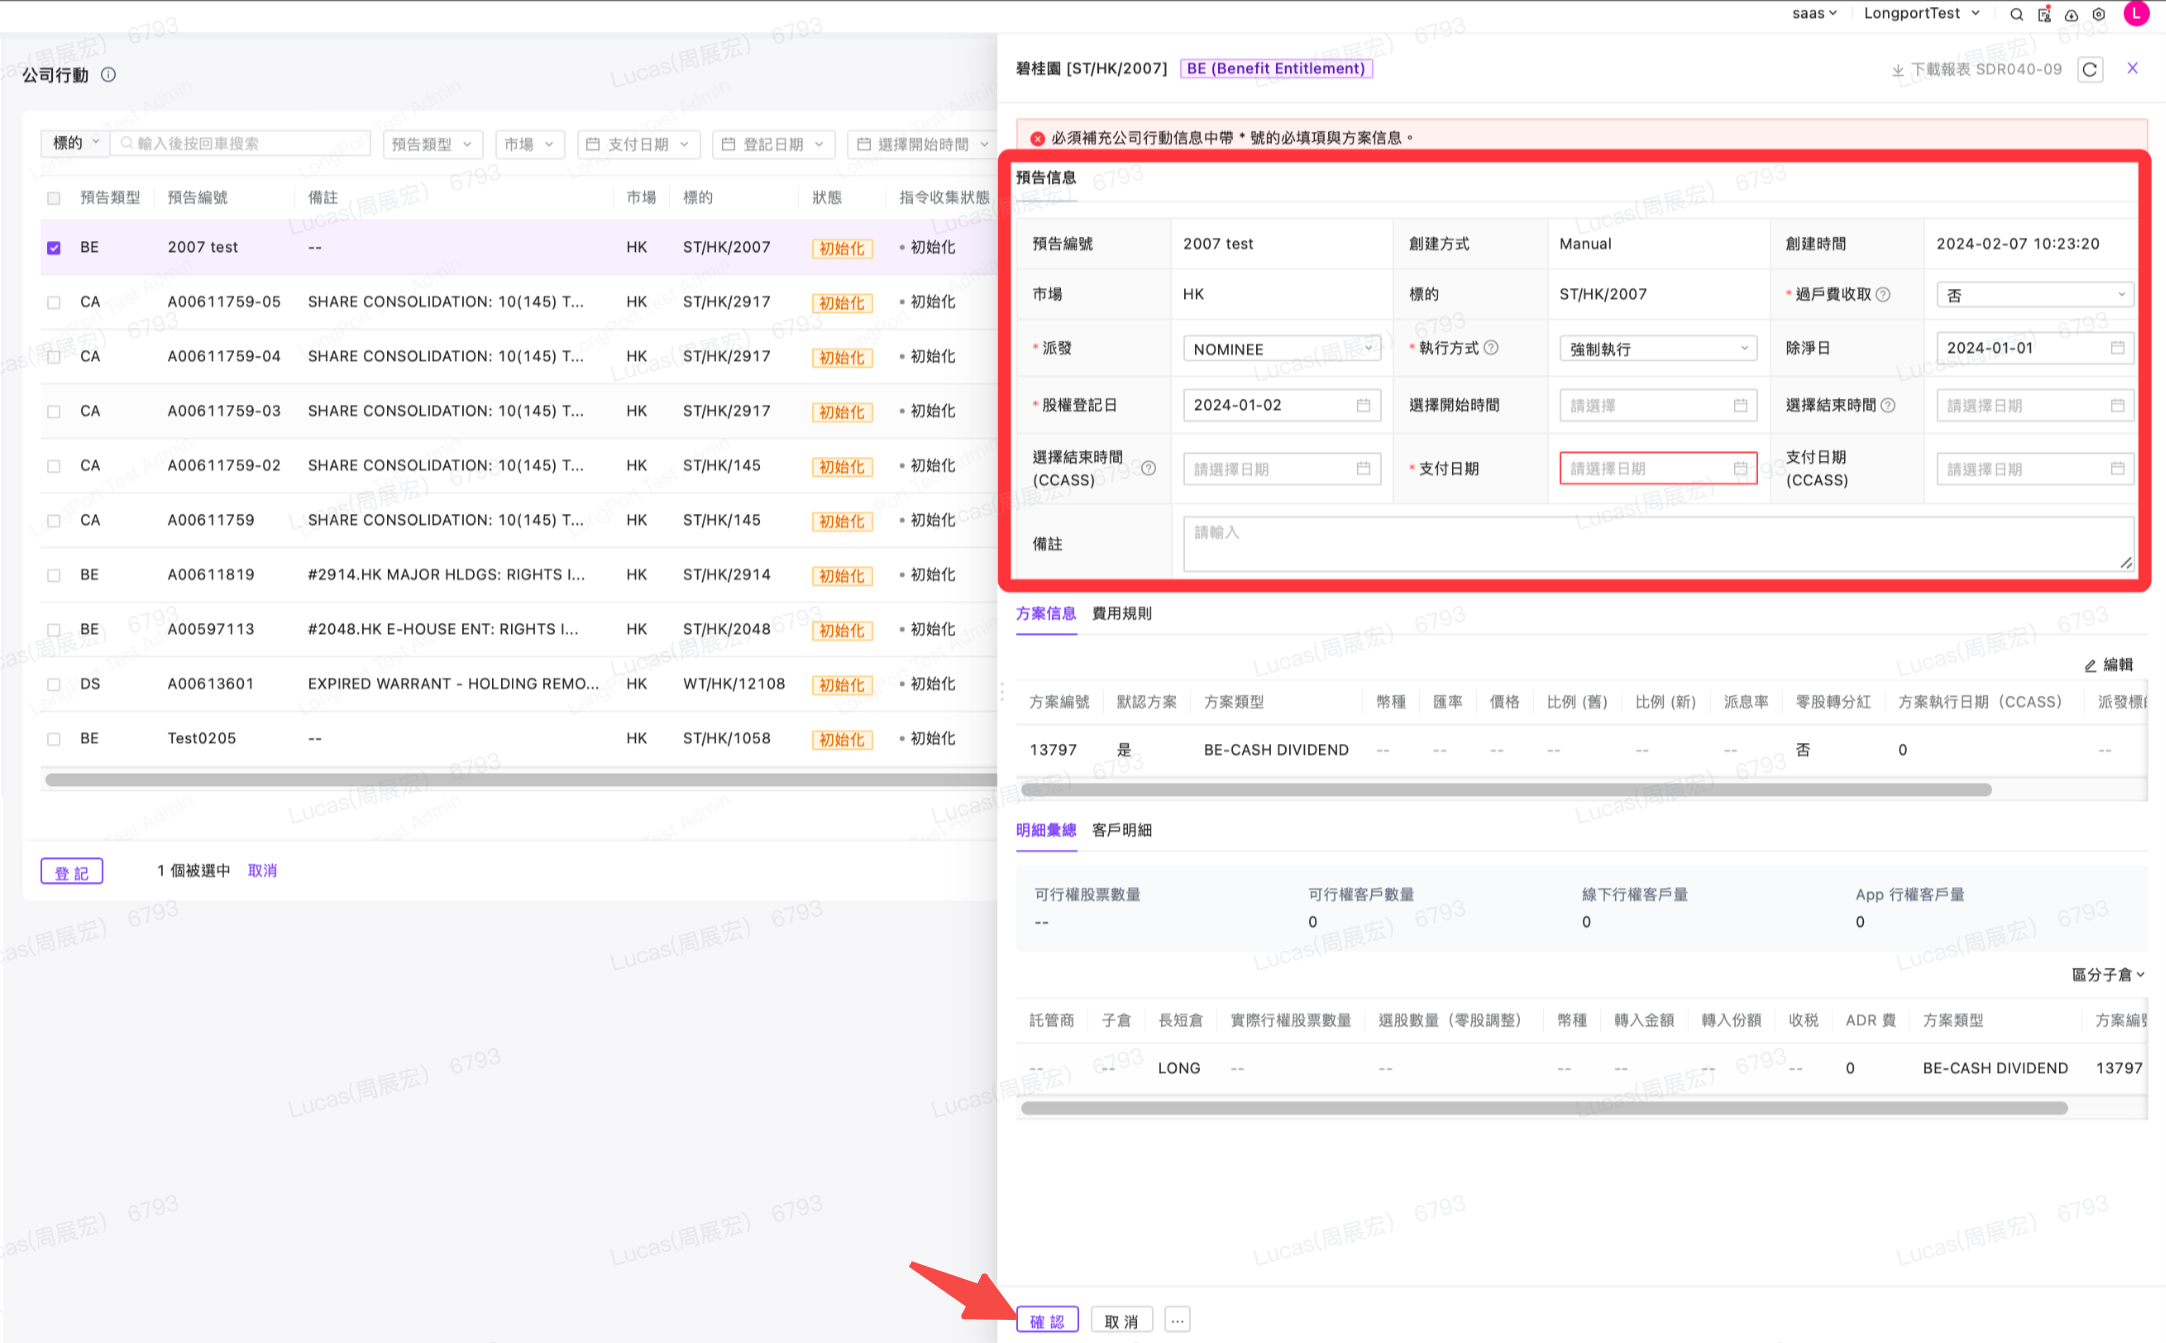 saas LongportTest L
公司行動
標的 輸入後按回車搜索 預告類型 市場 支付日期 登記日期 選擇開始時間
預告類型 預告編號 備註 市場 標的 狀態 指令收集狀態
BE 2007 test -- HK ST/HK/2007 初始化 初始化
CA A00611759-05 SHARE CONSOLIDATION: 10(145) T... HK ST/HK/2917 初始化 初始化
CA A00611759-04 SHARE CONSOLIDATION: 10(145) T... HK ST/HK/2917 初始化 初始化
CA A00611759-03 SHARE CONSOLIDATION: 10(145) T... HK ST/HK/2917 初始化 初始化
CA A00611759-02 SHARE CONSOLIDATION: 10(145) T... HK ST/HK/145 初始化 初始化
CA A00611759 SHARE CONSOLIDATION: 10(145) T... HK ST/HK/145 初始化 初始化
BE A00611819 #2914.HK MAJOR HLDGS: RIGHTS I... HK ST/HK/2914 初始化 初始化
BE A00597113 #2048.HK E-HOUSE ENT: RIGHTS I... HK ST/HK/2048 初始化 初始化
DS A00613601 EXPIRED WARRANT - HOLDING REMO... HK WT/HK/12108 初始化 初始化
BE Test0205 -- HK ST/HK/1058 初始化 初始化
登記 1 個被選中 取消
碧桂園 [ST/HK/2007] BE (Benefit Entitlement) 下載報表 SDR040-09
必須補充公司行動信息中帶 * 號的必填項與方案信息。
預告信息
預告編號 2007 test 創建方式 Manual 創建時間 2024-02-07 10:23:20
市場 HK 標的 ST/HK/2007 * 過戶費收取 否
* 派發 NOMINEE * 執行方式 強制執行 除淨日 2024-01-01
* 股權登記日 2024-01-02 選擇開始時間 請選擇 選擇結束時間 請選擇日期
選擇結束時間 (CCASS) 請選擇日期 * 支付日期 請選擇日期 支付日期 (CCASS) 請選擇日期
備註 請輸入
方案信息 費用規則
編輯
方案編號 默認方案 方案類型 幣種 匯率 價格 比例 (舊) 比例 (新) 派息率 零股轉分紅 方案執行日期（CCASS） 派發標
13797 是 BE-CASH DIVIDEND -- -- -- -- -- -- 否 0 --
明細彙總 客戶明細
可行權股票數量 可行權客戶數量 線下行權客戶量 App 行權客戶量
-- 0 0 0
區分子倉
託管商 子倉 長短倉 實際行權股票數量 選股數量（零股調整） 幣種 轉入金額 轉入份額 收稅 ADR 費 方案類型 方案編
-- -- LONG -- -- -- -- -- -- 0 BE-CASH DIVIDEND 13797
確認 取消 ...
Lucas(周展宏) 6793
LongPort Test Admin